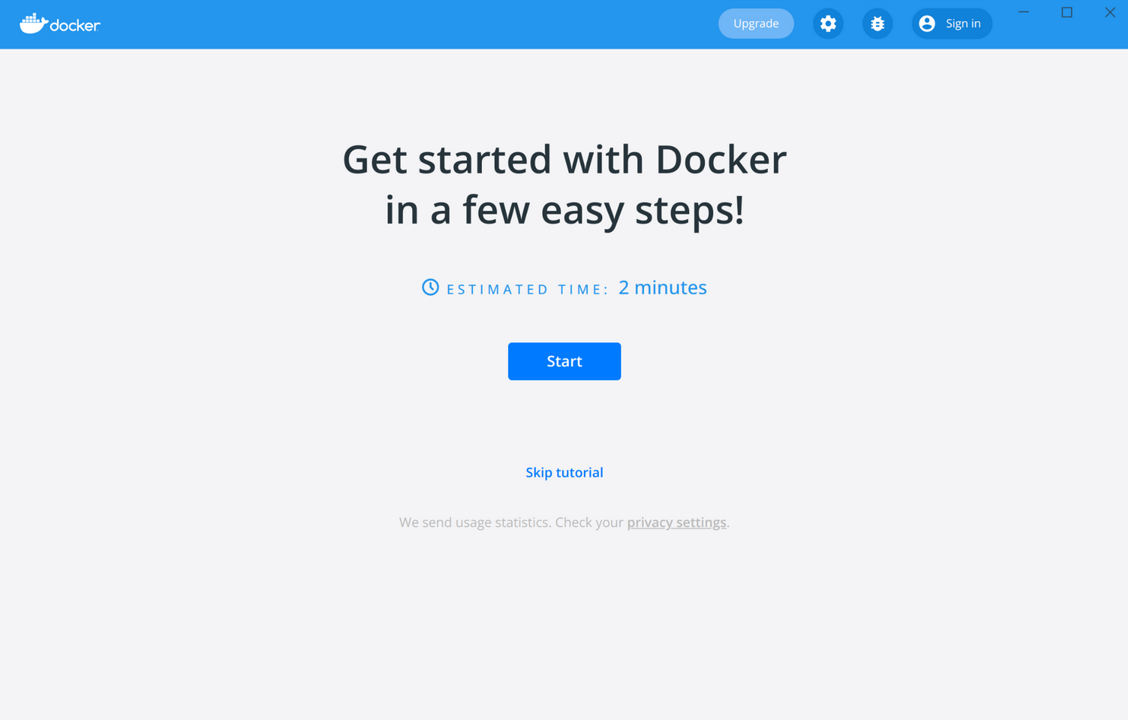 docker
Upgrade
Sign in
Get started with Docker
in a few easy steps!
ESTIMATED TIME: 2 minutes
Start
Skip tutorial
We send usage statistics. Check your privacy settings.